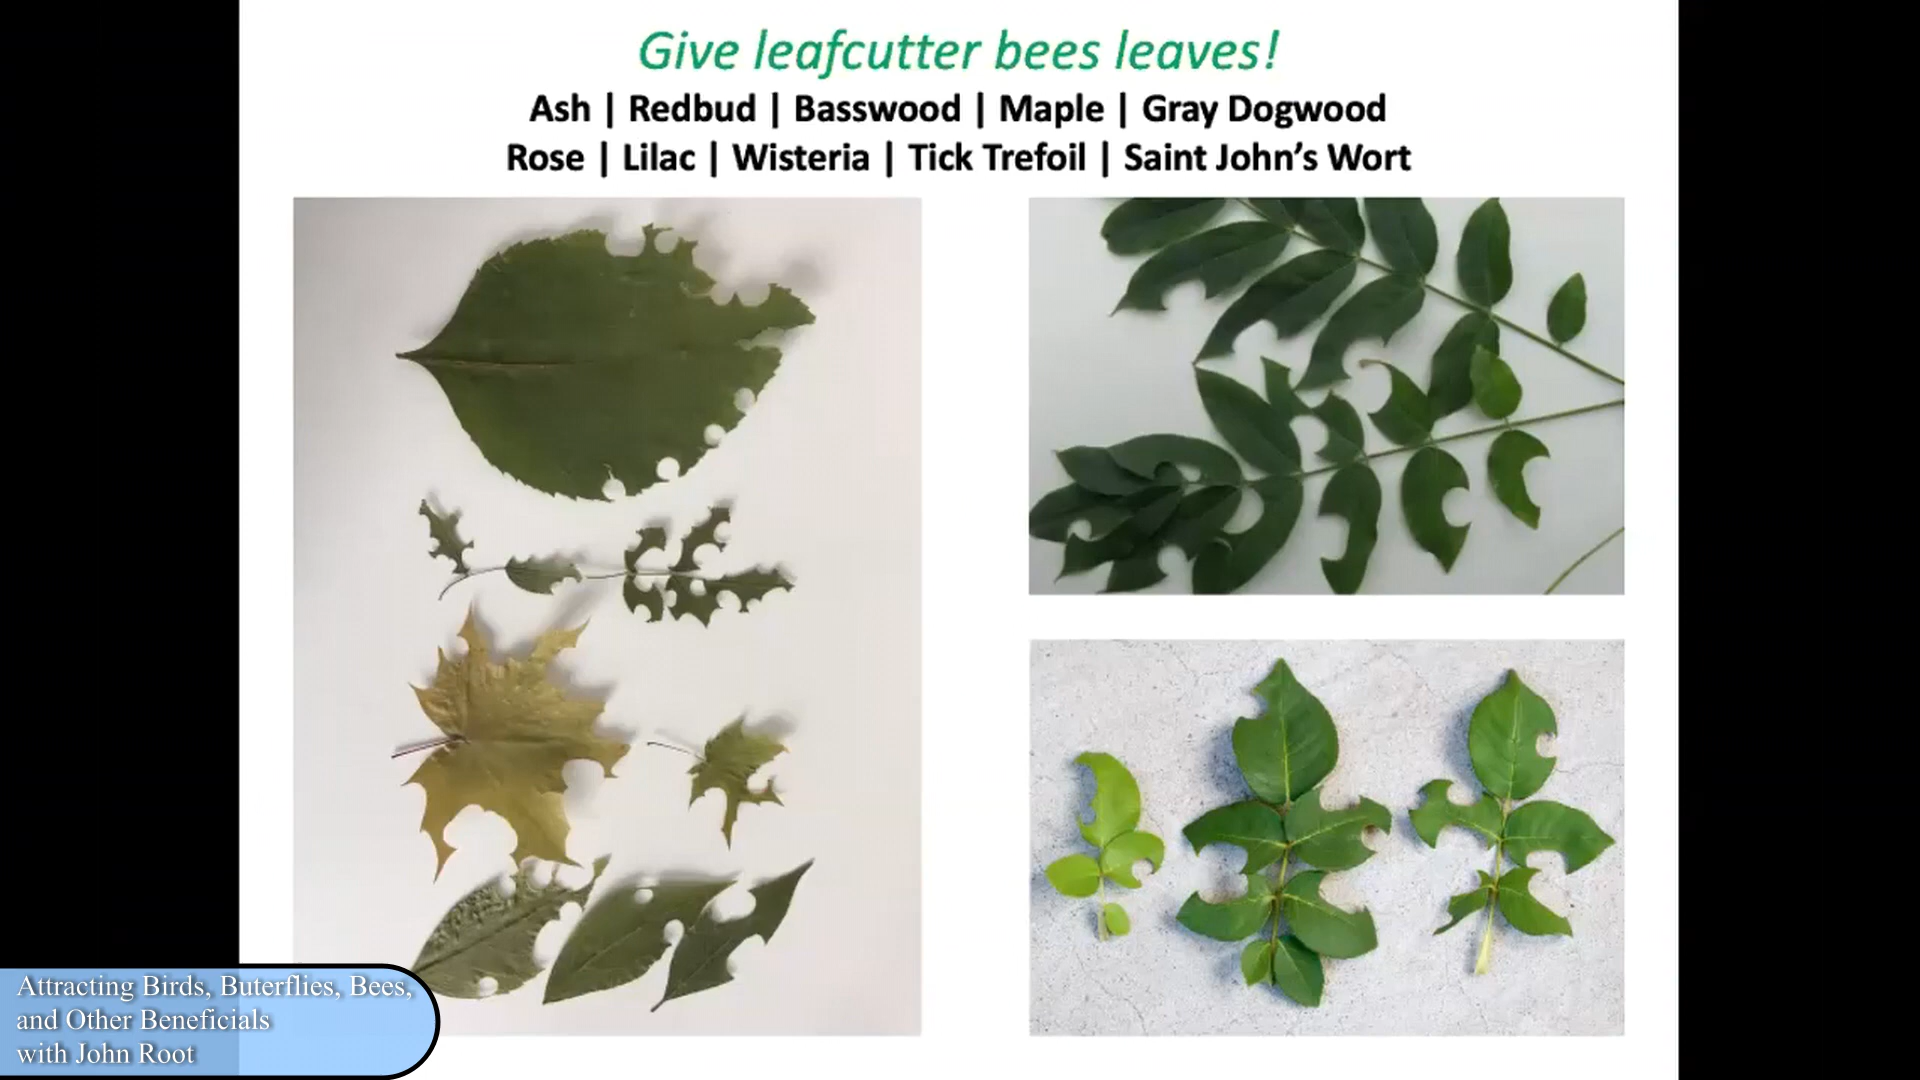 Give leafcutter bees leaves!
Ash | Redbud | Basswood | Maple | Gray Dogwood
Rose | Lilac | Wisteria | Tick Trefoil | Saint John’s Wort
Attracting Birds, Buterflies, Bees,
and Other Beneficials
with John Root